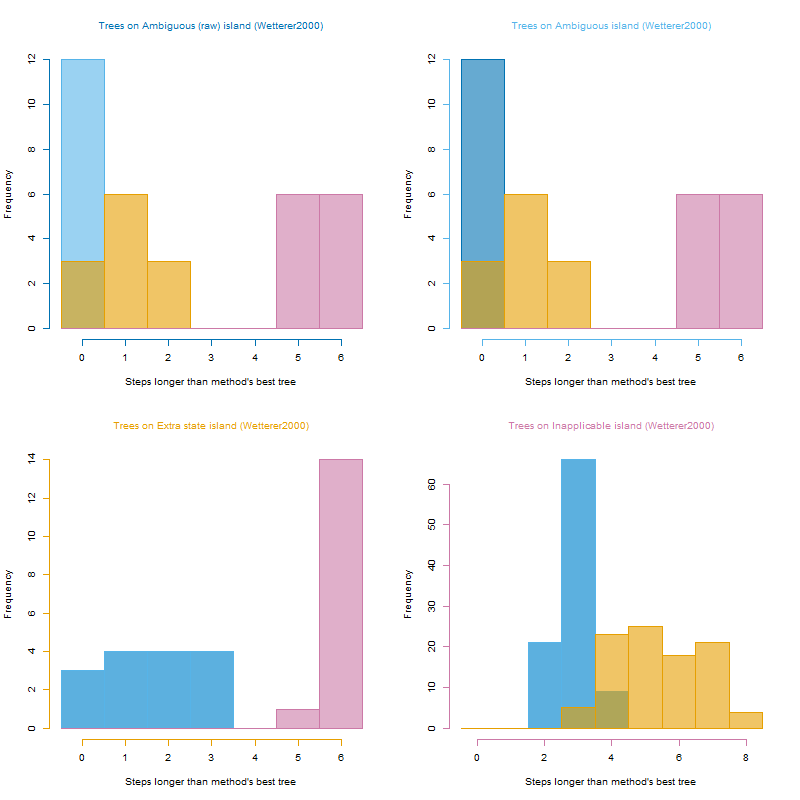 Trees on Ambiguous (raw) island (Wetterer2000)
Frequency
12
10
8
6
4
2
0
0 1 2 3 4 5 6
Steps longer than method's best tree
Trees on Ambiguous island (Wetterer2000)
Frequency
12
10
8
6
4
2
0
0 1 2 3 4 5 6
Steps longer than method's best tree
Trees on Extra state island (Wetterer2000)
Frequency
14
12
10
8
6
4
2
0
0 1 2 3 4 5 6
Steps longer than method's best tree
Trees on Inapplicable island (Wetterer2000)
Frequency
60
50
40
30
20
10
0
0 2 4 6 8
Steps longer than method's best tree